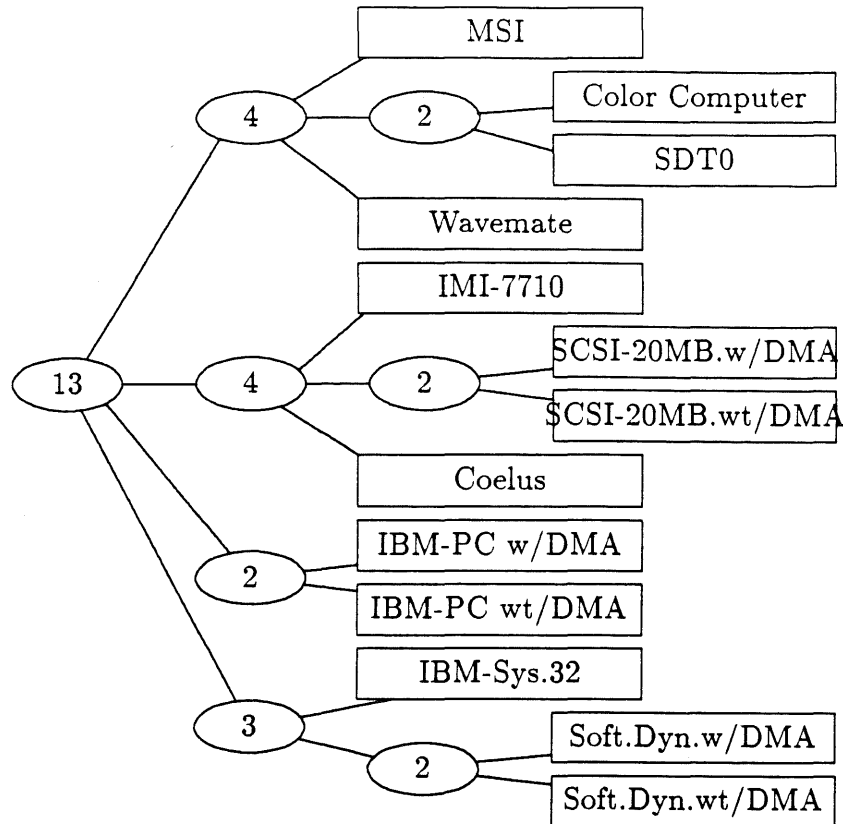 MSI
4
2
Color Computer
SDT0
Wavemate
IMI-7710
13
4
2
SCSI-20MB.w/DMA
SCSI-20MB.wt/DMA
Coelus
2
IBM-PC w/DMA
IBM-PC wt/DMA
IBM-Sys.32
3
2
Soft.Dyn.w/DMA
Soft.Dyn.wt/DMA